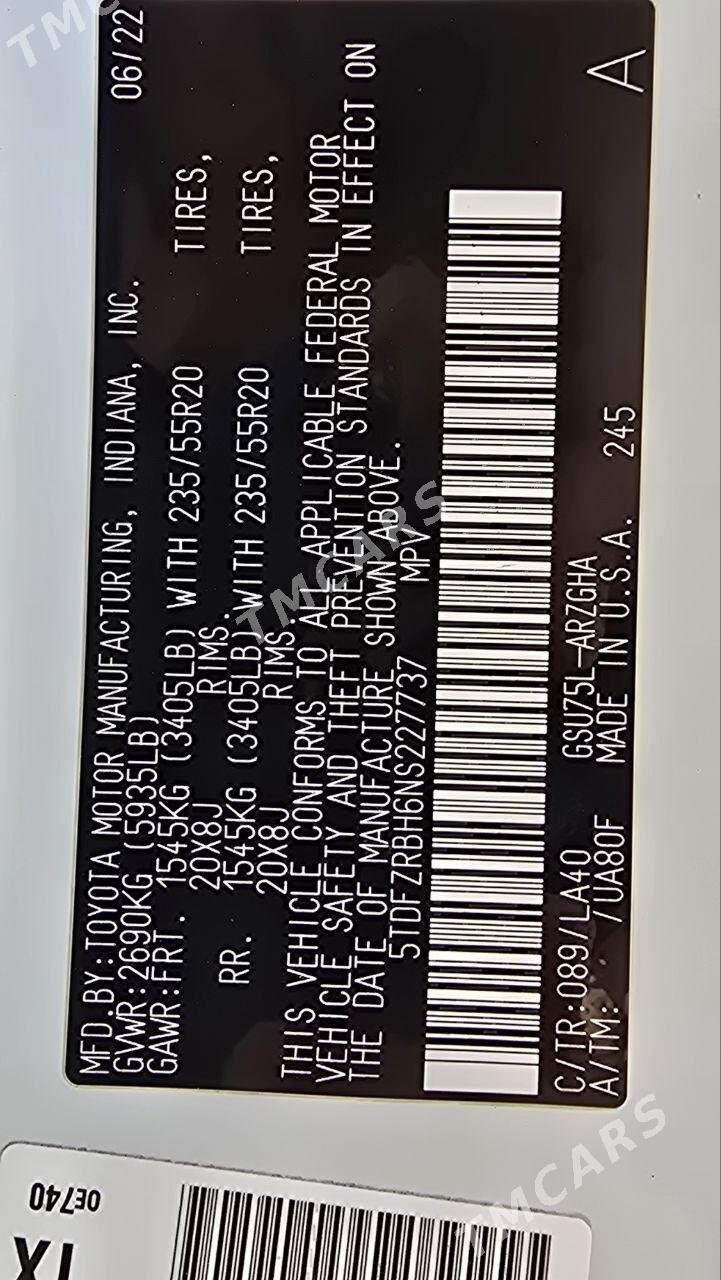 MFD.BY:TOYOTA MOTOR MANUFACTURING, INDIANA, INC. 06/22
GVWR:2690KG (5935LB)
GAWR:FRT. 1545KG (3405LB) WITH 235/55R20 TIRES,
20X8J RIMS.
RR. 1545KG (3405LB) WITH 235/55R20 TIRES,
20X8J RIMS.
THIS VEHICLE CONFORMS TO ALL APPLICABLE FEDERAL MOTOR
VEHICLE SAFETY AND THEFT PREVENTION STANDARDS IN EFFECT ON
THE DATE OF MANUFACTURE SHOWN ABOVE.
5TDFZRBH6NS227737 MPV
C/TR:089/LA40 GSU75L-ARZGHA
A/TM: /UA80F MADE IN U.S.A. 245
A
0E740
TX
TMCARS
TMCARS
TMCARS